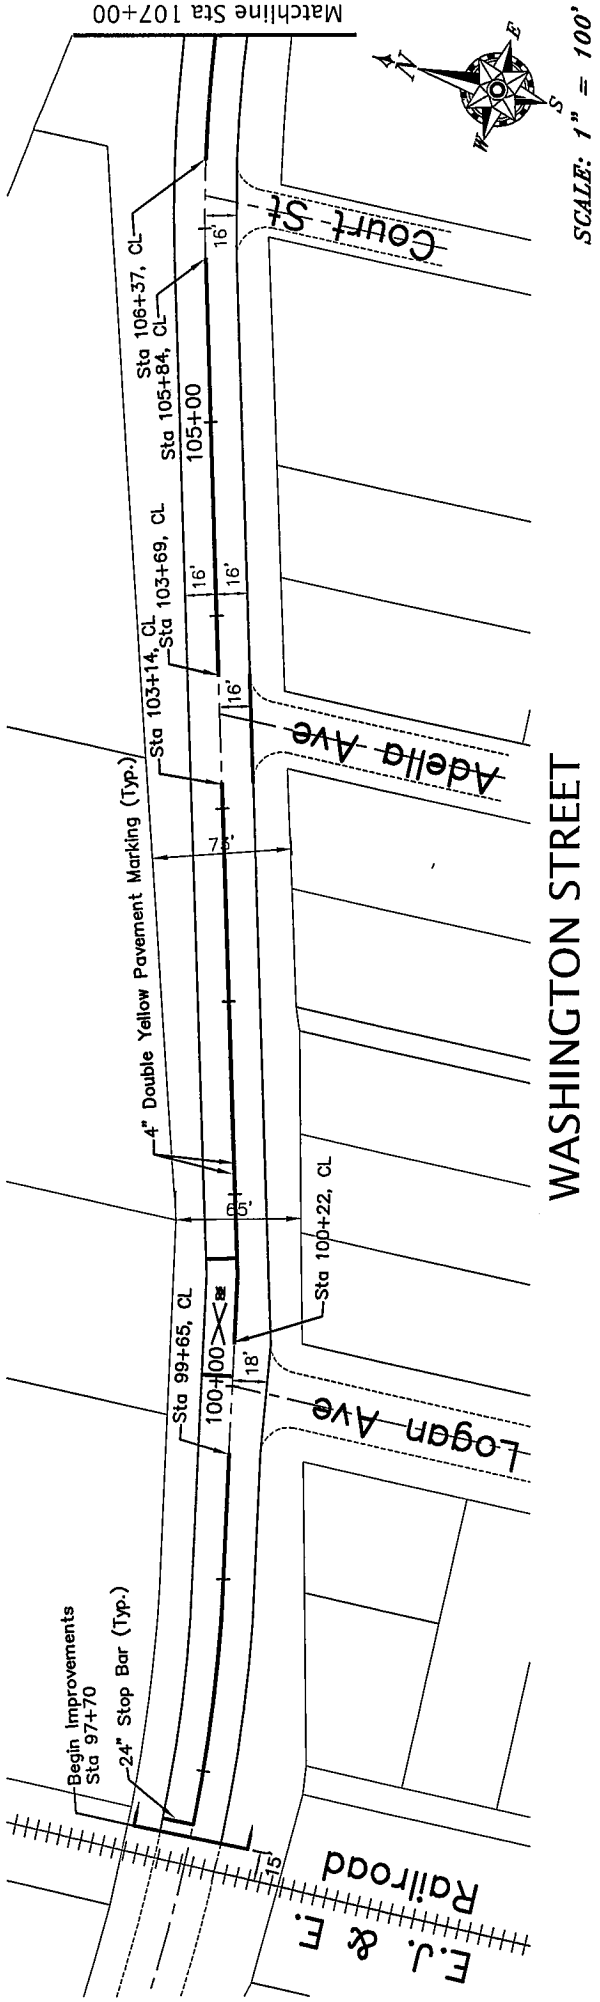 Matchline Sta 107+00
N
E
S
W
SCALE: 1" = 100'
Sta 106+37, CL
Sta 105+84, CL
16'
Court St
105+00
Sta 103+69, CL
Sta 103+14, CL
16'
16'
16'
Adella Ave
4" Double Yellow Pavement Marking (Typ.)
73'
65'
Sta 100+22, CL
Sta 99+65, CL
100+00
RR
18'
Logan Ave
Begin Improvements
Sta 97+70
24" Stop Bar (Typ.)
15'
E.J. & E.
Railroad
WASHINGTON STREET